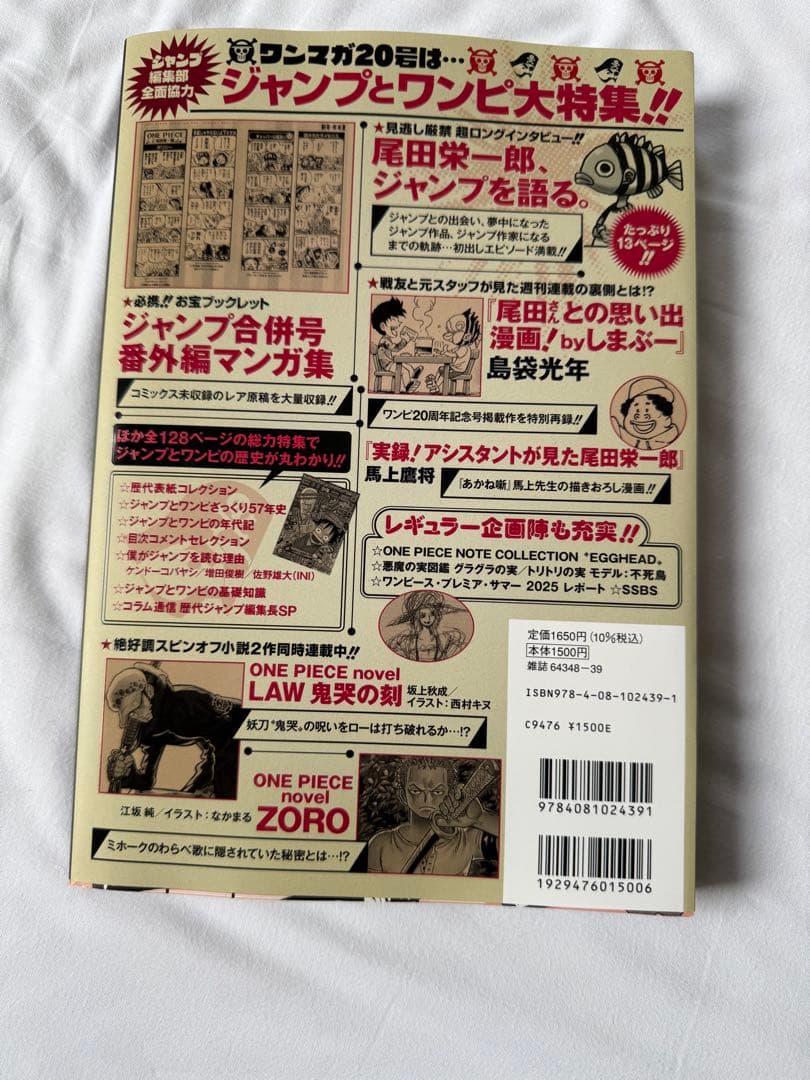 ジャンプ
編集部
全面協力
ワンマガ20号は…
ジャンプとワンピ大特集!!
ONE PIECE
★見逃し厳禁 超ロングインタビュー!!
尾田栄一郎、
ジャンプを語る。
ジャンプとの出会い、夢中になった
ジャンプ作品、ジャンプ作家になる
までの軌跡…初出しエピソード満載!!
たっぷり
13ページ
!!
★必携!! お宝ブックレット
ジャンプ合併号
番外編マンガ集
コミックス未収録のレア原稿を大量収録!!
★戦友と元スタッフが見た週刊連載の裏側とは!?
『尾田さんとの思い出
漫画!byしまぶー』
島袋光年
ワンピ20周年記念号掲載作を特別再録!!
『実録!アシスタントが見た尾田栄一郎』
馬上鷹将
『あかね噺』馬上先生の描きおろし漫画!!
ほか全128ページの総力特集で
ジャンプとワンピの歴史が丸わかり!!
☆歴代表紙コレクション
☆ジャンプとワンピざっくり57年史
☆ジャンプとワンピの年代記
☆目次コメントセレクション
☆僕がジャンプを読む理由
ケンドーコバヤシ/増田俊樹/佐野雄大(INI)
☆ジャンプとワンピの基礎知識
☆コラム通信 歴代ジャンプ編集長SP
レギュラー企画陣も充実!!
☆ONE PIECE NOTE COLLECTION “EGGHEAD”
☆悪魔の実図鑑 グラグラの実/トリトリの実 モデル:不死鳥
☆ワンピース・プレミア・サマー 2025 レポート ☆SSBS
★絶好調スピンオフ小説2作同時連載中!!
ONE PIECE novel
LAW 鬼哭の刻
坂上秋成/
イラスト:西村キヌ
妖刀“鬼哭”の呪いをローは打ち破れるか…!?
ONE PIECE
novel
ZORO
江坂 純/イラスト:なかまる
ミホークのわらべ歌に隠されていた秘密とは…!?
定価1650円(10%税込)
本体1500円
雑誌 64348-39
ISBN978-4-08-102439-1
C9476 ¥1500E
9784081024391
1929476015006